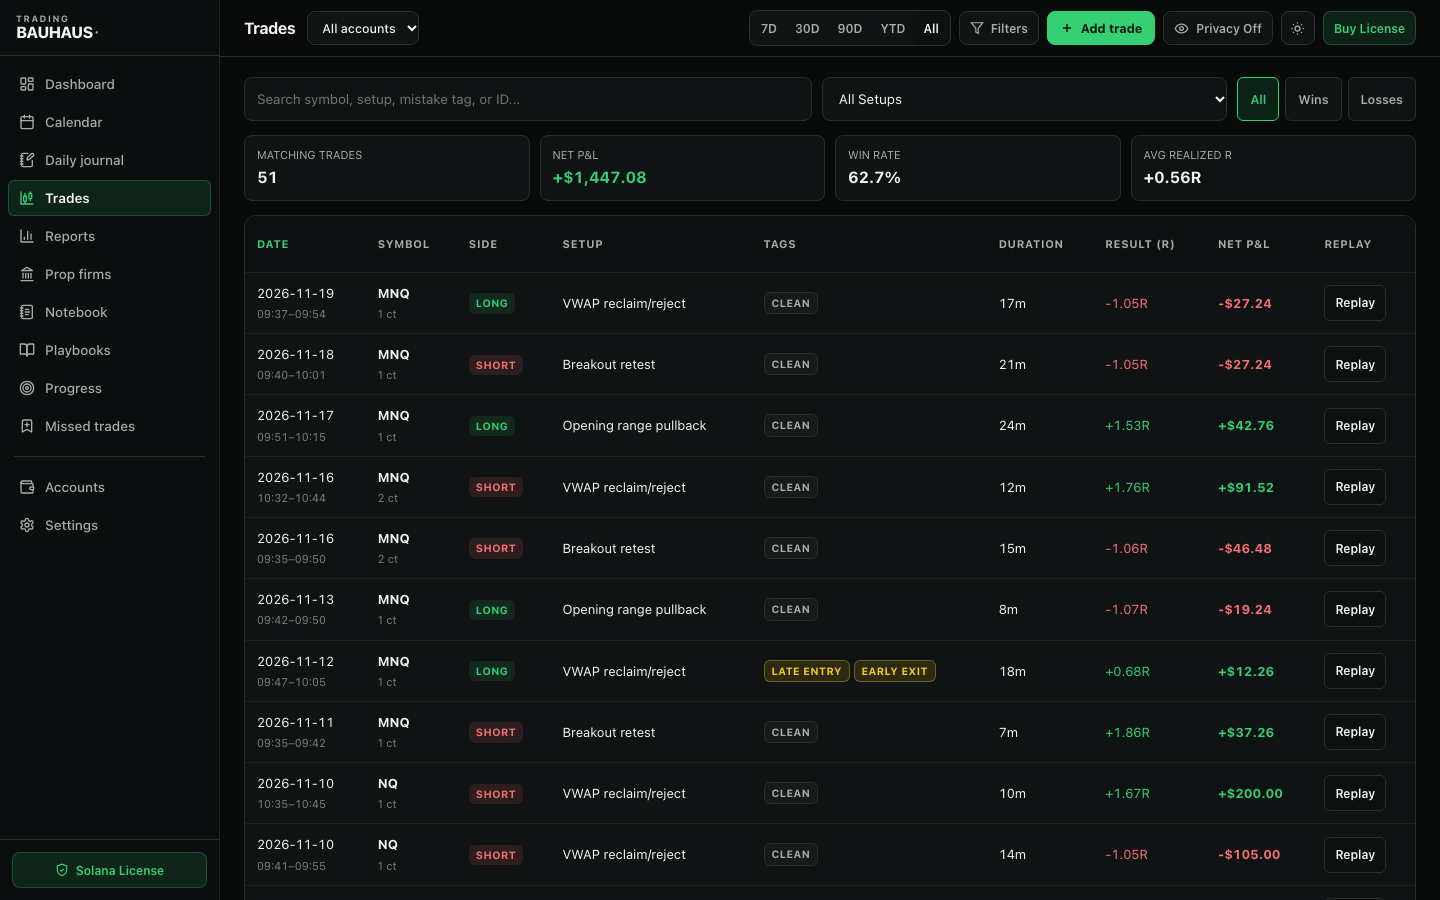 TRADING
BAUHAUS
Dashboard
Calendar
Daily journal
Trades
Reports
Prop firms
Notebook
Playbooks
Progress
Missed trades
Accounts
Settings
Solana License
Trades
All accounts
7D 30D 90D YTD All
Filters
+ Add trade
Privacy Off
Buy License
Search symbol, setup, mistake tag, or ID...
All Setups
All Wins Losses
MATCHING TRADES
51
NET P&L
+$1,447.08
WIN RATE
62.7%
AVG REALIZED R
+0.56R
DATE SYMBOL SIDE SETUP TAGS DURATION RESULT (R) NET P&L REPLAY
2026-11-19 MNQ LONG VWAP reclaim/reject CLEAN 17m -1.05R -$27.24 Replay
09:37–09:54 1 ct
2026-11-18 MNQ SHORT Breakout retest CLEAN 21m -1.05R -$27.24 Replay
09:40–10:01 1 ct
2026-11-17 MNQ LONG Opening range pullback CLEAN 24m +1.53R +$42.76 Replay
09:51–10:15 1 ct
2026-11-16 MNQ SHORT VWAP reclaim/reject CLEAN 12m +1.76R +$91.52 Replay
10:32–10:44 2 ct
2026-11-16 MNQ SHORT Breakout retest CLEAN 15m -1.06R -$46.48 Replay
09:35–09:50 2 ct
2026-11-13 MNQ LONG Opening range pullback CLEAN 8m -1.07R -$19.24 Replay
09:42–09:50 1 ct
2026-11-12 MNQ LONG VWAP reclaim/reject LATE ENTRY EARLY EXIT 18m +0.68R +$12.26 Replay
09:47–10:05 1 ct
2026-11-11 MNQ SHORT Breakout retest CLEAN 7m +1.86R +$37.26 Replay
09:35–09:42 1 ct
2026-11-10 NQ SHORT VWAP reclaim/reject CLEAN 10m +1.67R +$200.00 Replay
10:35–10:45 1 ct
2026-11-10 NQ SHORT VWAP reclaim/reject CLEAN 14m -1.05R -$105.00 Replay
09:41–09:55 1 ct